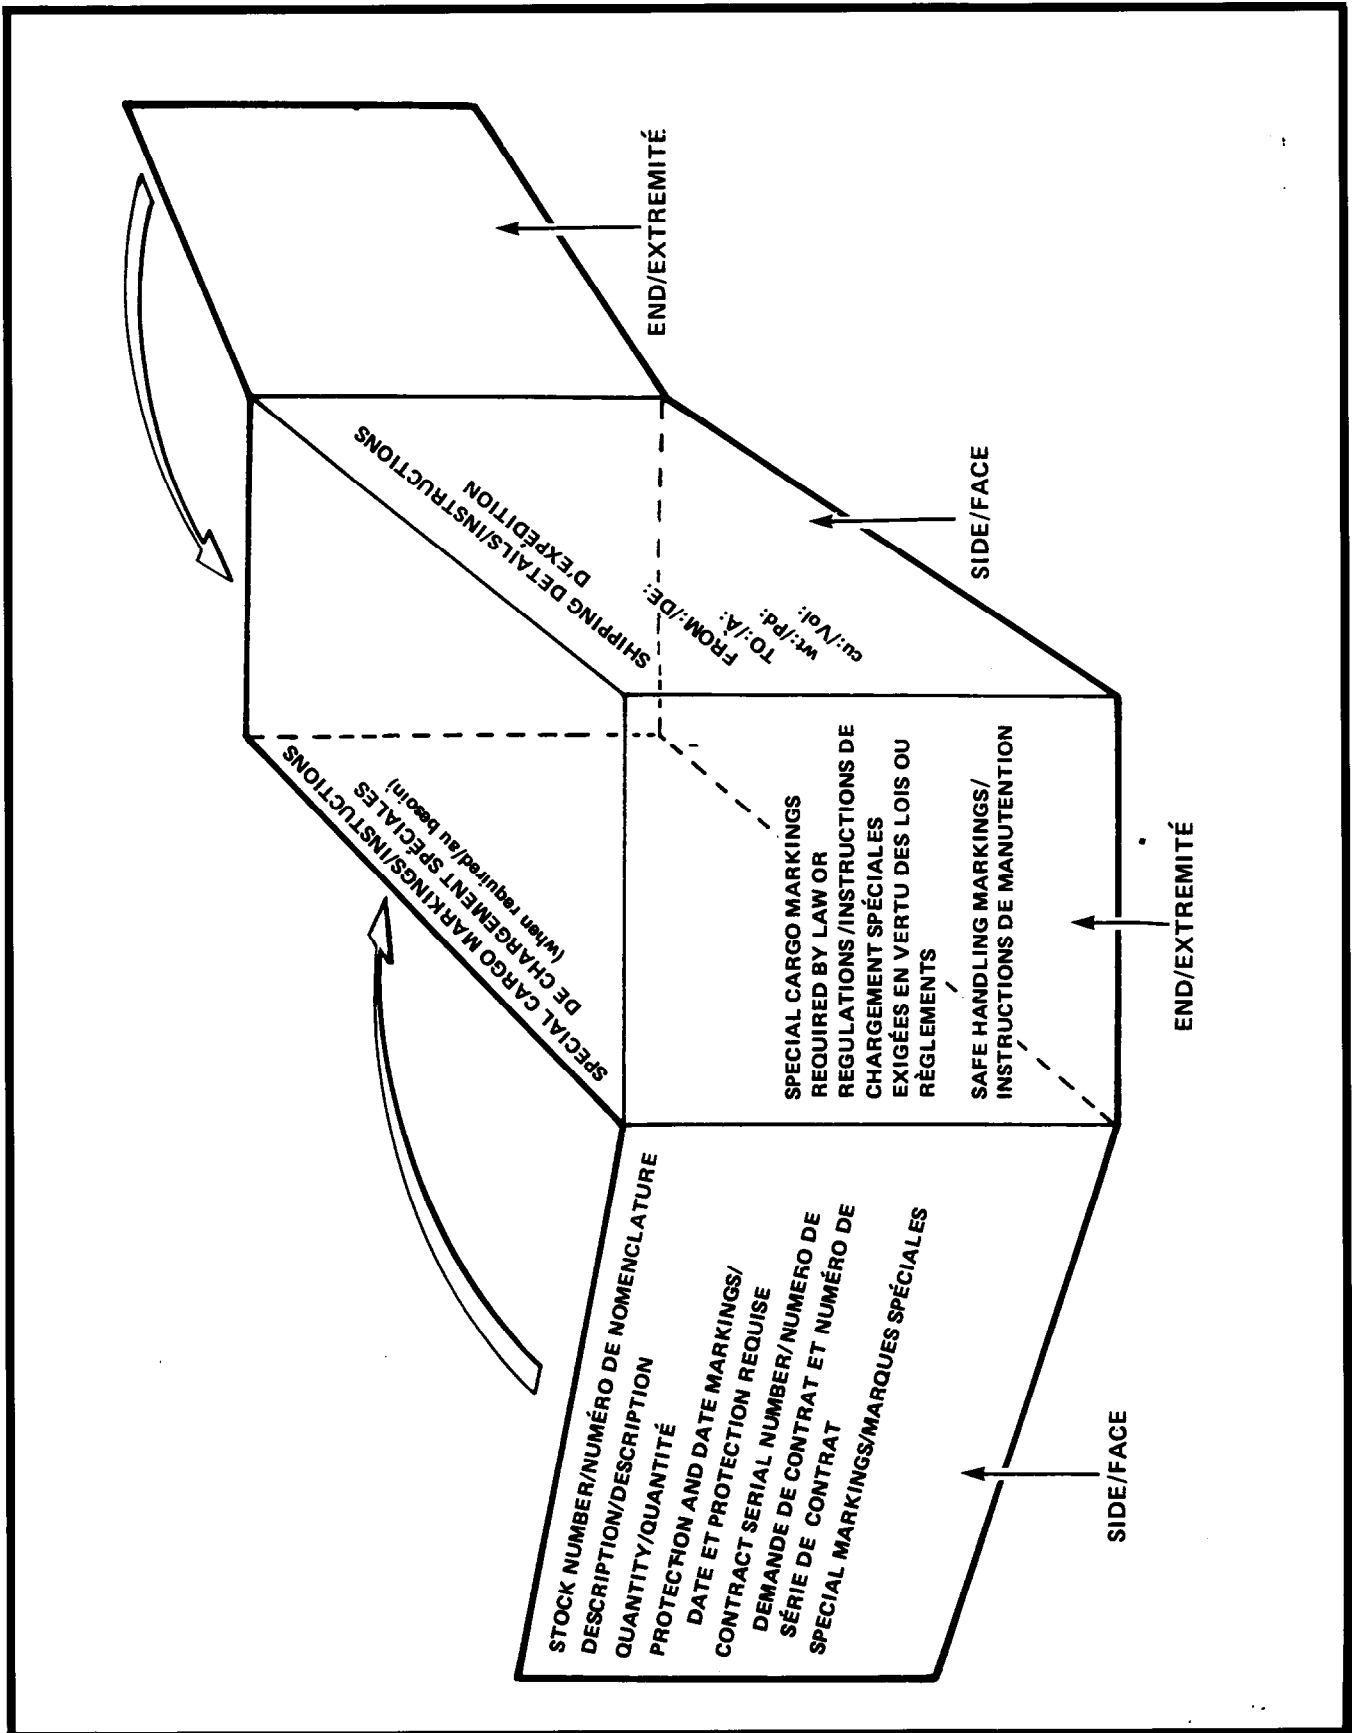 STOCK NUMBER/NUMÉRO DE NOMENCLATURE
DESCRIPTION/DESCRIPTION
QUANTITY/QUANTITÉ
PROTECTION AND DATE MARKINGS/
DATE ET PROTECTION REQUISE
CONTRACT SERIAL NUMBER/NUMERO DE
DEMANDE DE CONTRAT ET NUMÉRO DE
SÉRIE DE CONTRAT
SPECIAL MARKINGS/MARQUES SPÉCIALES
SIDE/FACE
SPECIAL CARGO MARKINGS/INSTUCTIONS
DE CHARGEMENT SPÉCIALES
(when required/au besoin)
SPECIAL CARGO MARKINGS
REQUIRED BY LAW OR
REGULATIONS/INSTRUCTIONS DE
CHARGEMENT SPÉCIALES
EXIGÉES EN VERTU DES LOIS OU
RÈGLEMENTS
SAFE HANDLING MARKINGS/
INSTRUCTIONS DE MANUTENTION
END/EXTREMITÉ
SHIPPING DETAILS/INSTRUCTIONS
D'EXPÉDITION
FROM:/DE:
TO:/À:
wt:/Pd:
cu:/Vol:
SIDE/FACE
END/EXTREMITÉ